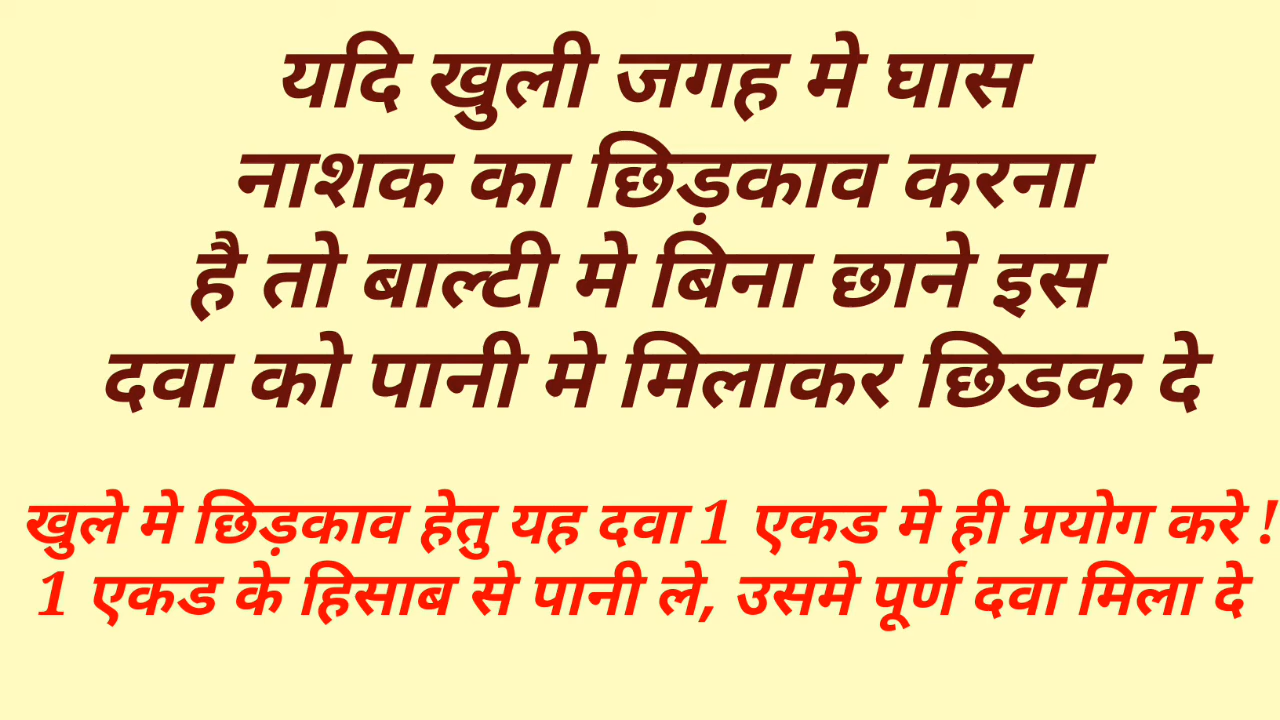 यदि खुली जगह मे घास
नाशक का छिड़काव करना
है तो बाल्टी मे बिना छाने इस
दवा को पानी मे मिलाकर छिडक दे
खुले मे छिड़काव हेतु यह दवा 1 एकड मे ही प्रयोग करे !
1 एकड के हिसाब से पानी ले, उसमे पूर्ण दवा मिला दे